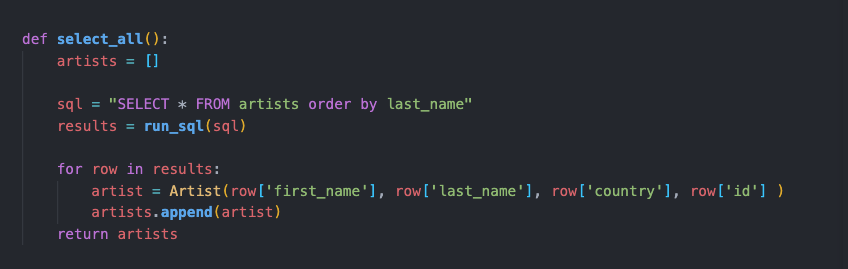 def select_all():
    artists = []
    sql = "SELECT * FROM artists order by last_name"
    results = run_sql(sql)
    for row in results:
        artist = Artist(row['first_name'], row['last_name'], row['country'], row['id'] )
        artists.append(artist)
    return artists